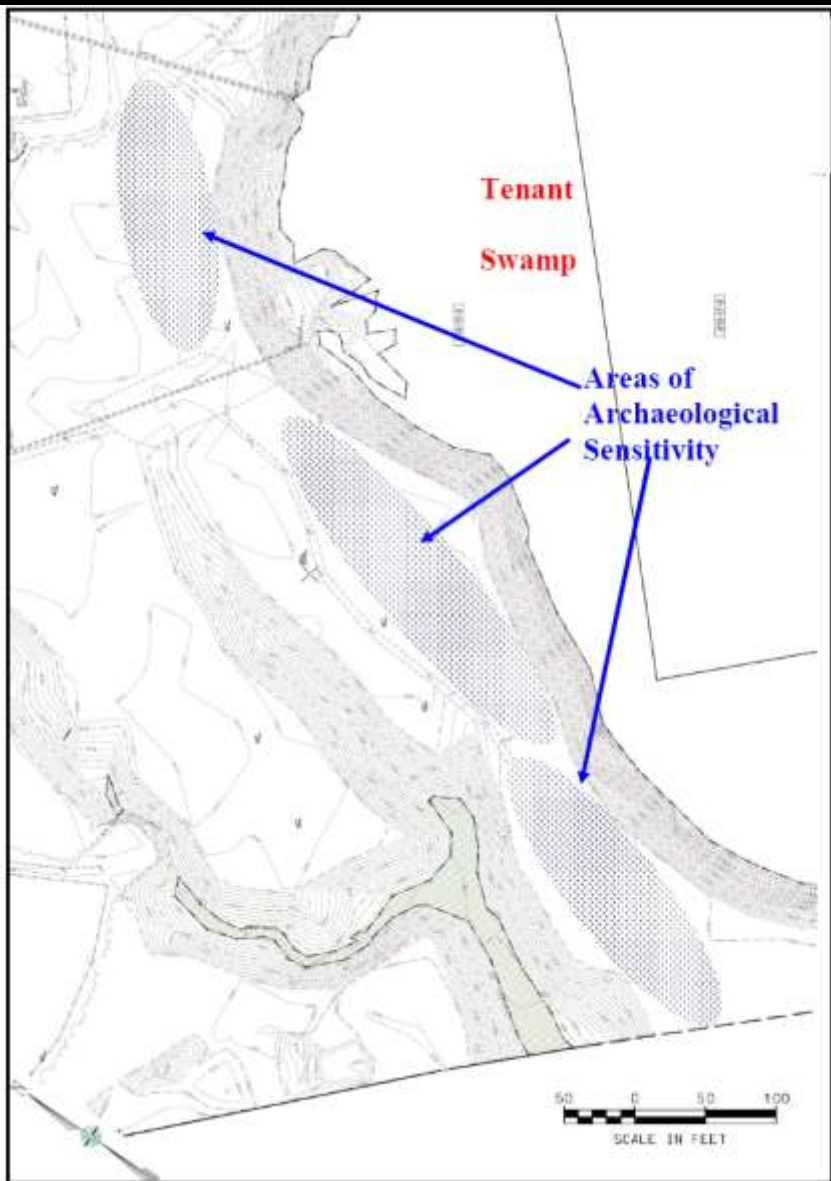 Tenant
Swamp
Areas of
Archaeological
Sensitivity
50 0 50 100
SCALE IN FEET